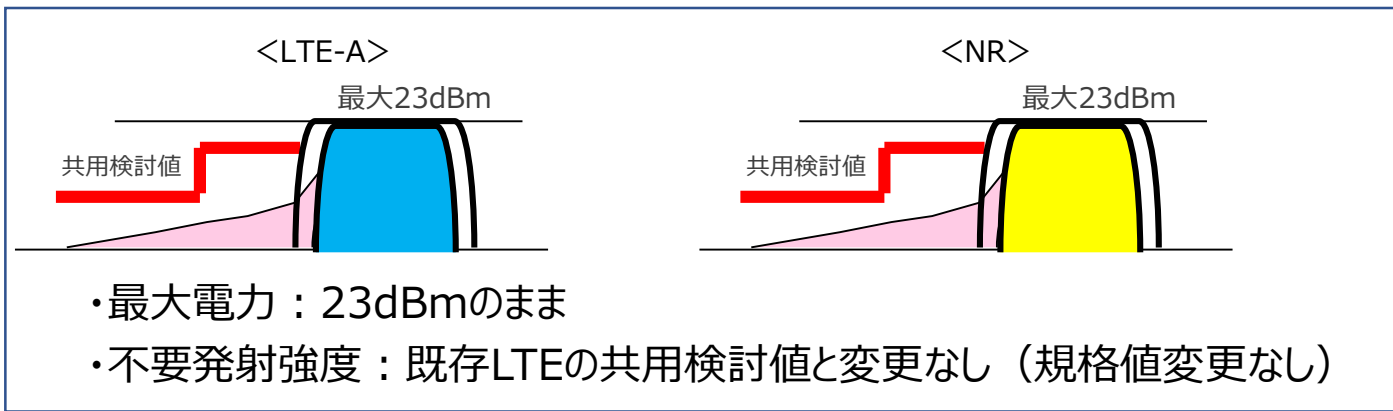 ＜LTE-A＞
＜NR＞
最大23dBm
最大23dBm
共用検討値
共用検討値
・最大電力：23dBmのまま
・不要発射強度：既存LTEの共用検討値と変更なし（規格値変更なし）